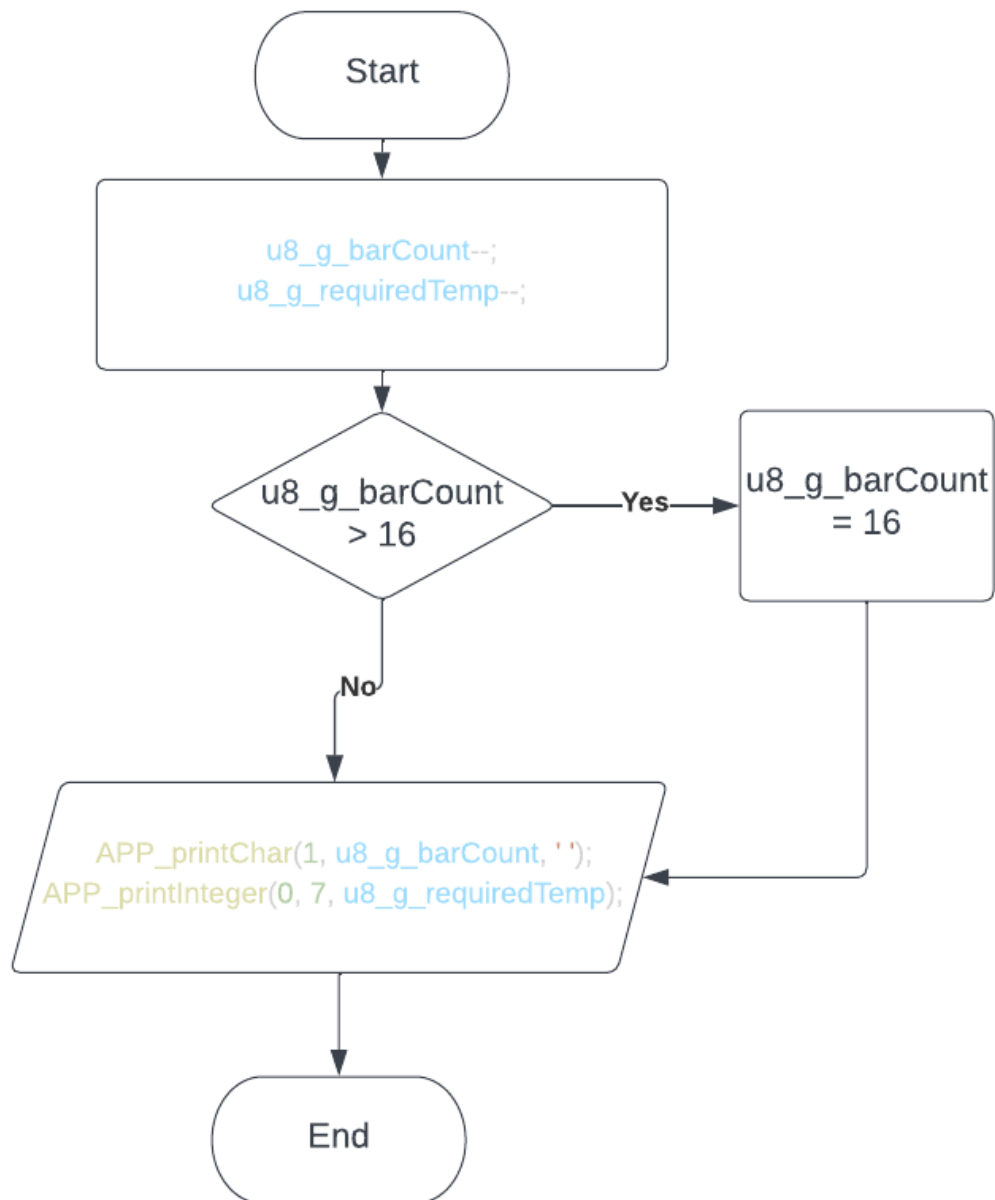 Start
u8_g_barCount--;
u8_g_requiredTemp--;
u8_g_barCount
> 16
Yes
u8_g_barCount
= 16
No
APP_printChar(1, u8_g_barCount, ' ');
APP_printInteger(0, 7, u8_g_requiredTemp);
End